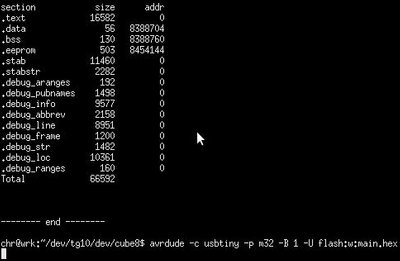 section size addr
.text 16582 0
.data 56 8388704
.bss 130 8388760
.eeprom 503 8454144
.stab 11460 0
.stabstr 2282 0
.debug_aranges 192 0
.debug_pubnames 1498 0
.debug_info 9577 0
.debug_abbrev 2158 0
.debug_line 8951 0
.debug_frame 1200 0
.debug_str 1482 0
.debug_loc 10361 0
.debug_ranges 160 0
Total 66592
-------- end --------
chr@wrk:~/dev/tg10/dev/cube8$ avrdude -c usbtiny -p m32 -B 1 -U flash:w:main.hex